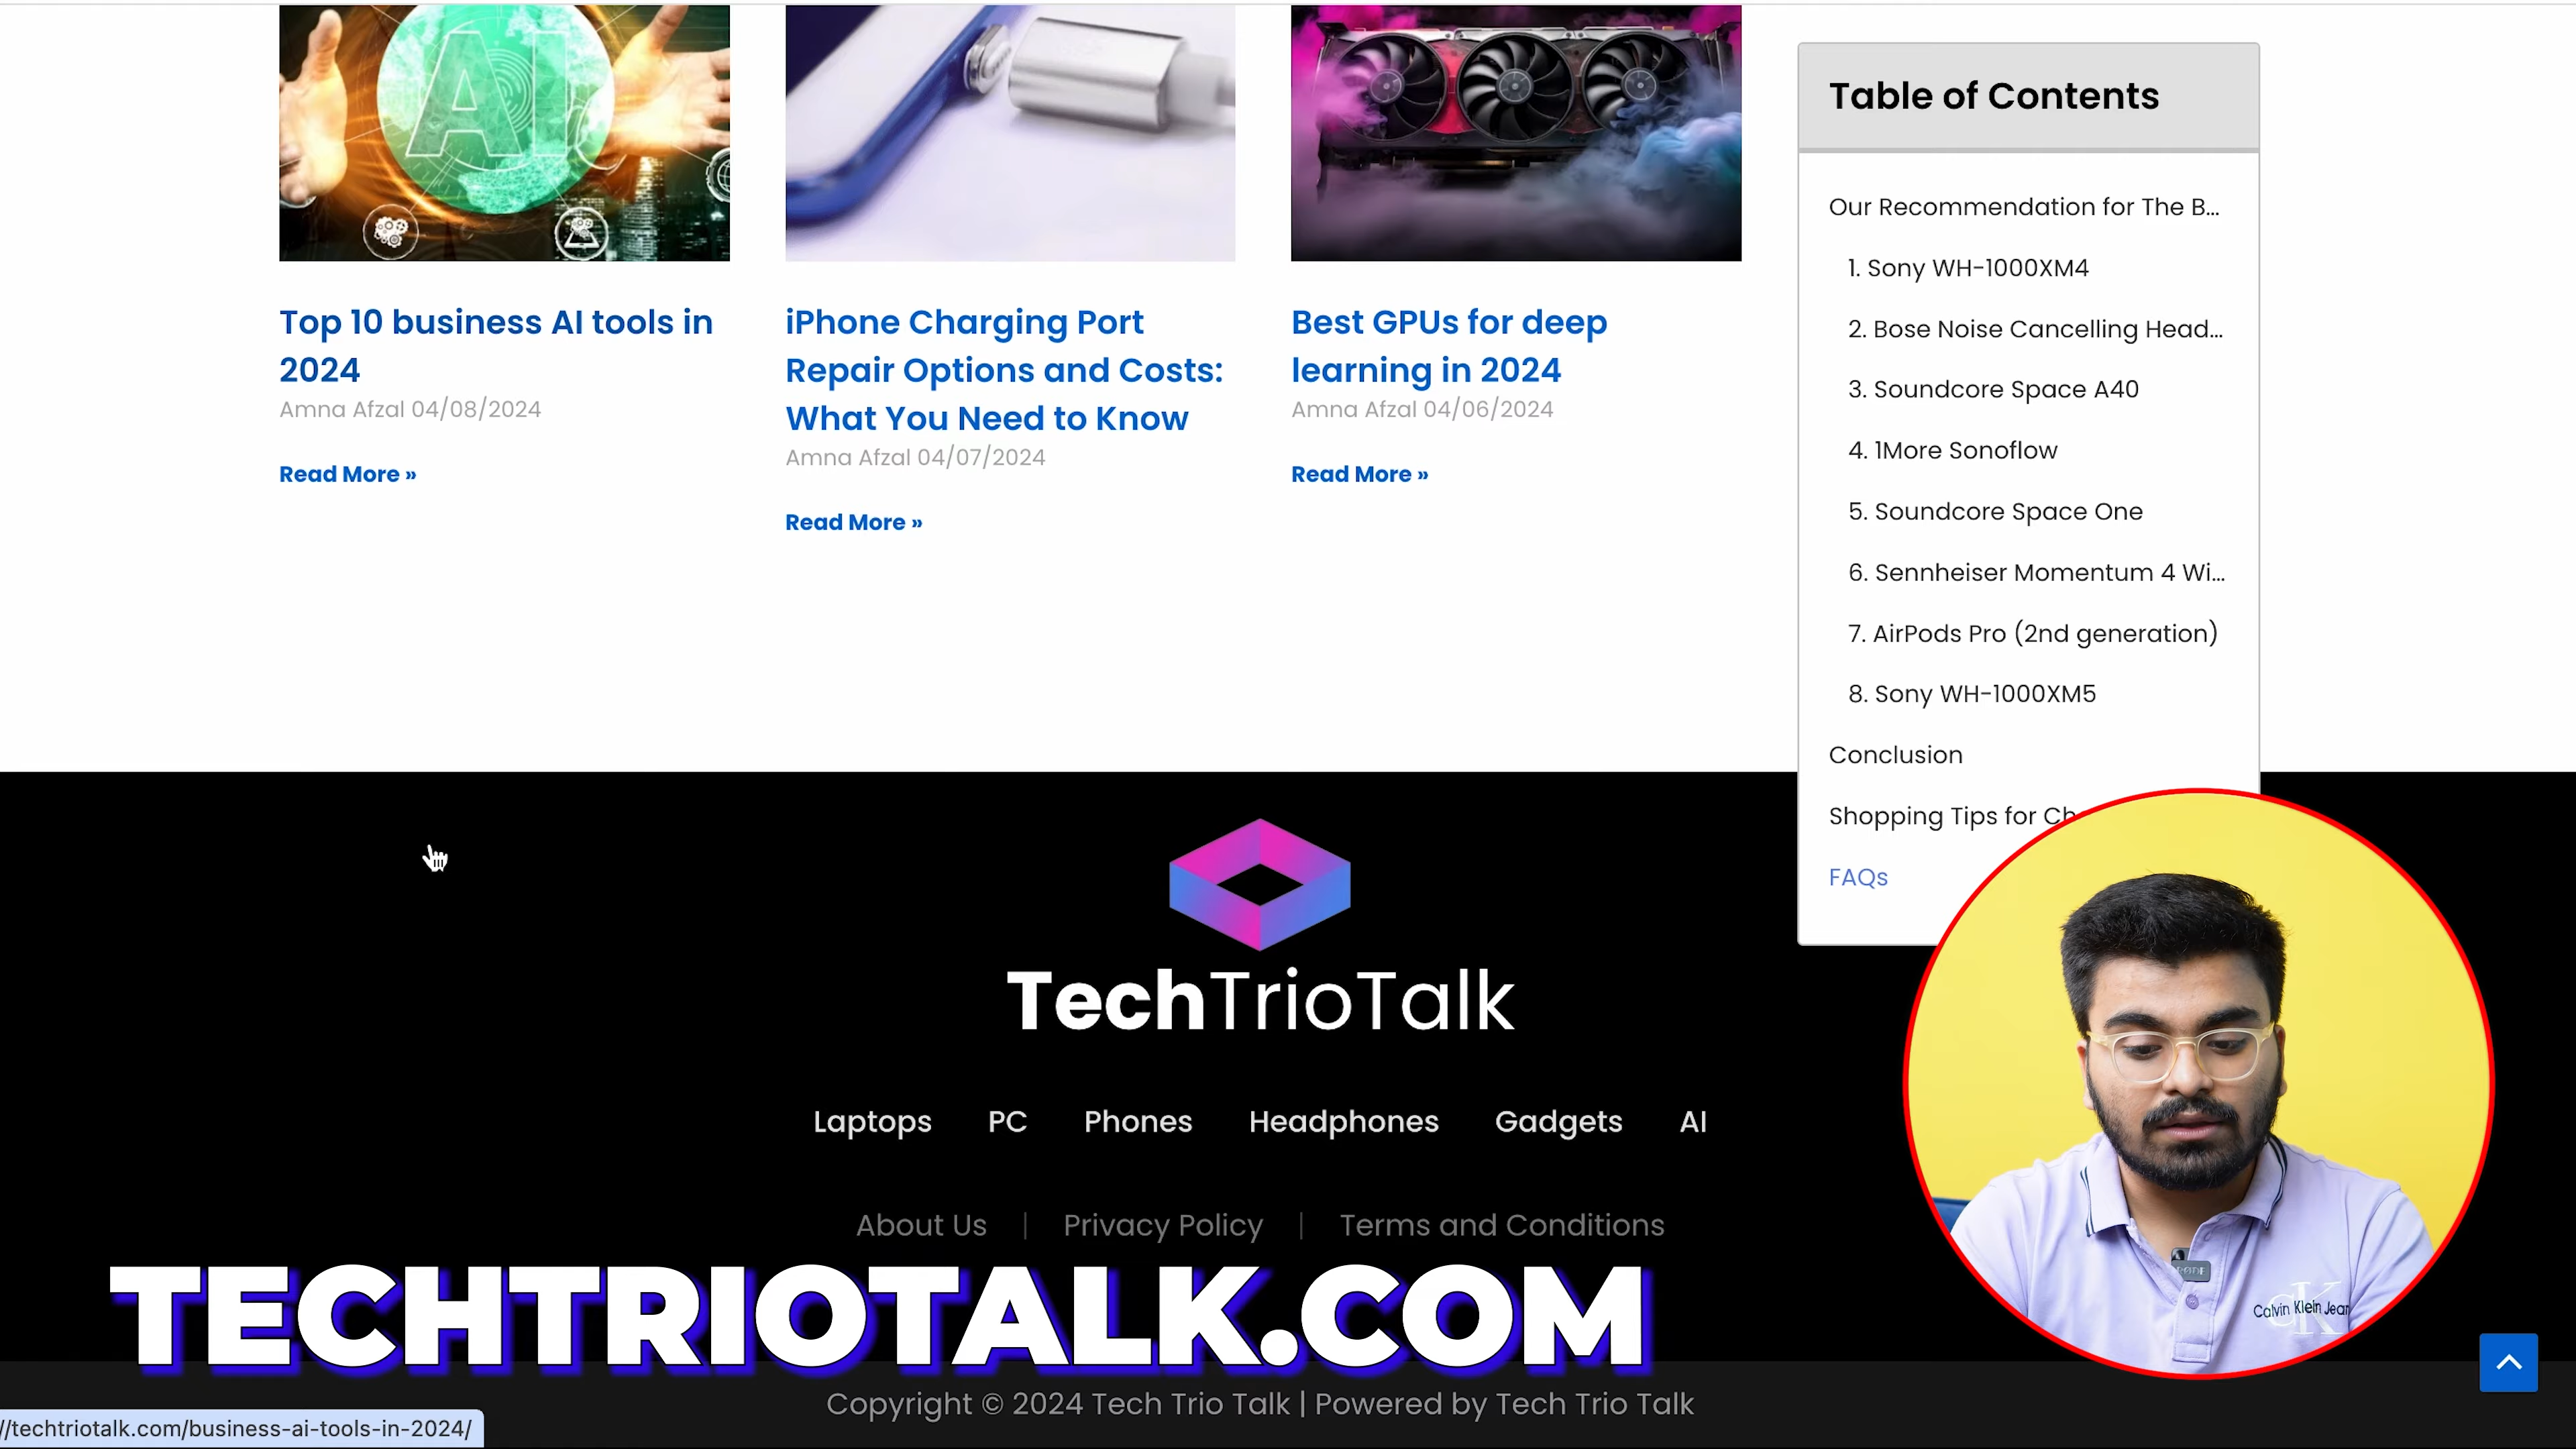 AI
Top 10 business AI tools in
2024
Amna Afzal 04/08/2024
Read More »
iPhone Charging Port
Repair Options and Costs:
What You Need to Know
Amna Afzal 04/07/2024
Read More »
Best GPUs for deep
learning in 2024
Amna Afzal 04/06/2024
Read More »
Table of Contents
Our Recommendation for The B...
1. Sony WH-1000XM4
2. Bose Noise Cancelling Head...
3. Soundcore Space A40
4. 1More Sonoflow
5. Soundcore Space One
6. Sennheiser Momentum 4 Wi...
7. AirPods Pro (2nd generation)
8. Sony WH-1000XM5
Conclusion
Shopping Tips for Ch
FAQs
TechTrioTalk
Laptops PC Phones Headphones Gadgets AI
About Us | Privacy Policy | Terms and Conditions
TECHTRIOTALK.COM
Copyright © 2024 Tech Trio Talk | Powered by Tech Trio Talk
//techtriotalk.com/business-ai-tools-in-2024/
RODE
Calvin Klein Jean
CK